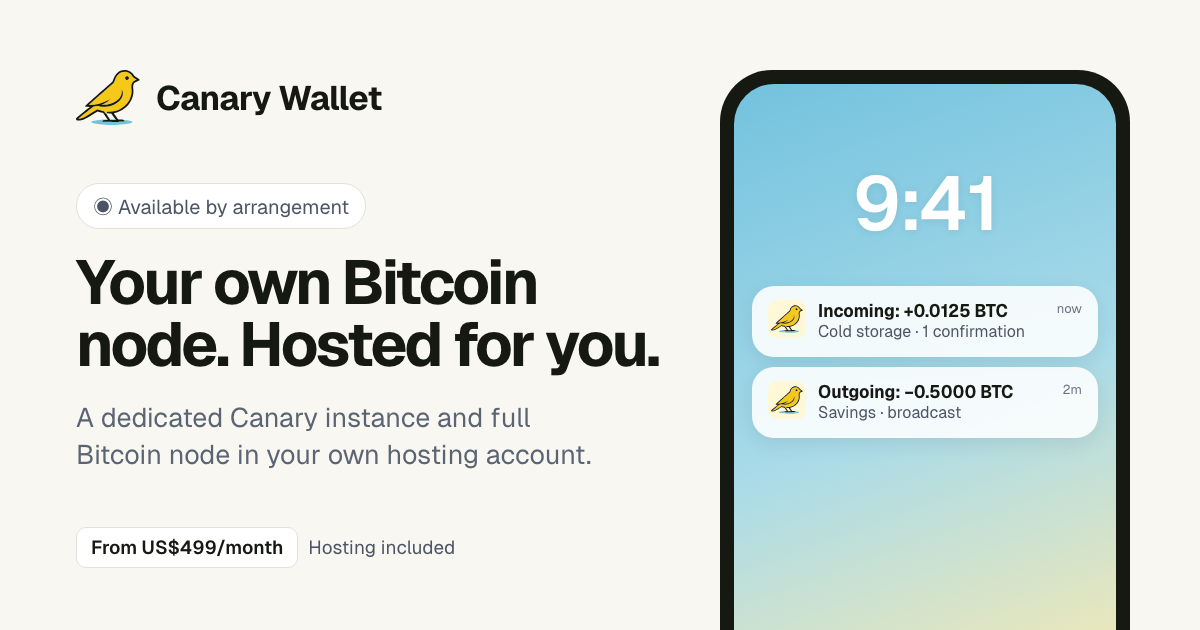 Canary Wallet
Available by arrangement
Your own Bitcoin
node. Hosted for you.
A dedicated Canary instance and full
Bitcoin node in your own hosting account.
From US$499/month
Hosting included
9:41
Incoming: +0.0125 BTC
now
Cold storage · 1 confirmation
Outgoing: −0.5000 BTC
2m
Savings · broadcast